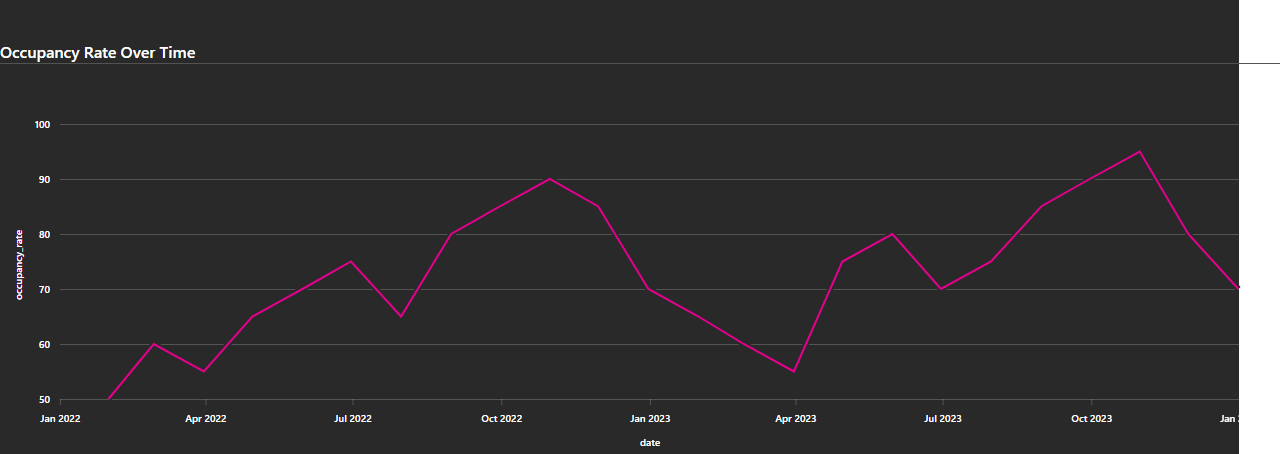 Occupancy Rate Over Time
100
90
80
70
60
50
occupancy_rate
Jan 2022 Apr 2022 Jul 2022 Oct 2022 Jan 2023 Apr 2023 Jul 2023 Oct 2023 Jan
date